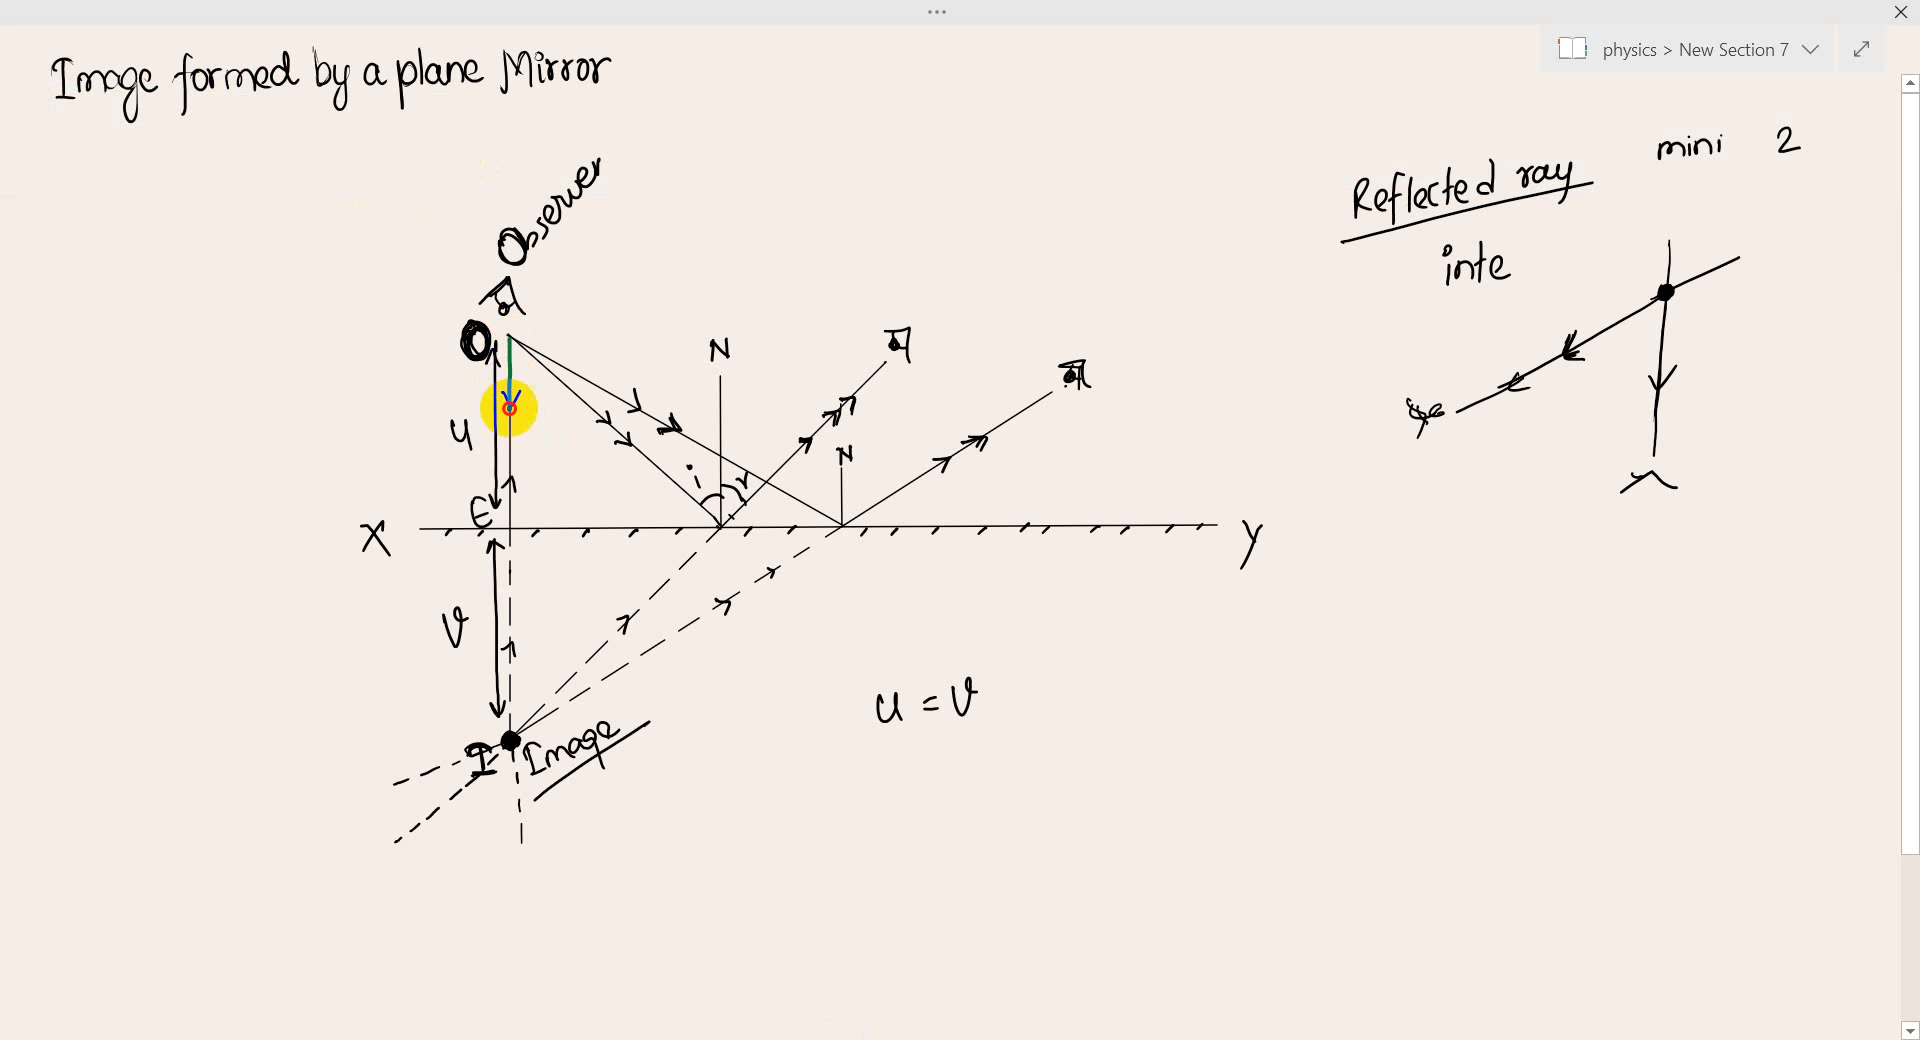 physics > New Section 7
Image formed by a plane Mirror
mini 2
Reflected ray
inte
Observer
O
N
N
u
i
r
E
X
Y
v
u = v
I
Image